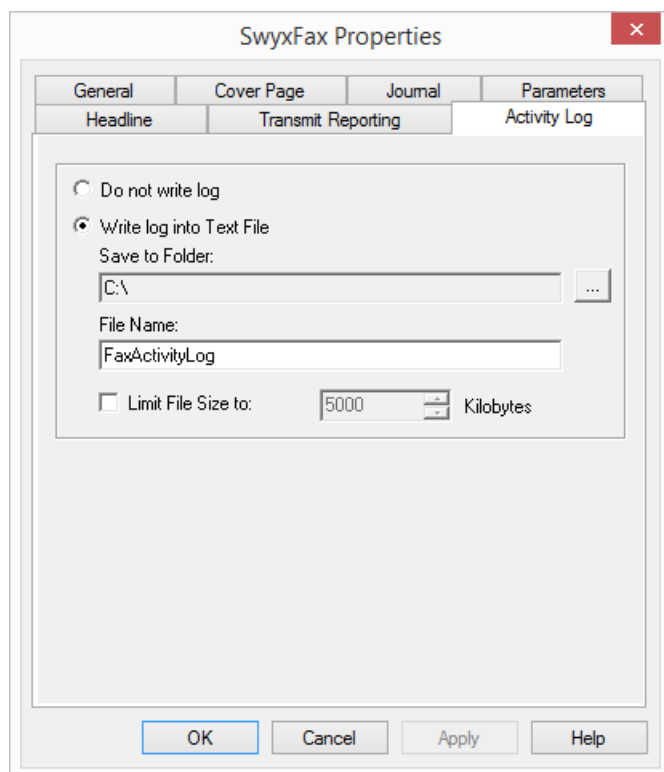 SwyxFax Properties
General Cover Page Journal Parameters
Headline Transmit Reporting Activity Log
Do not write log
Write log into Text File
Save to Folder:
C:\
...
File Name:
FaxActivityLog
Limit File Size to: 5000 Kilobytes
OK Cancel Apply Help